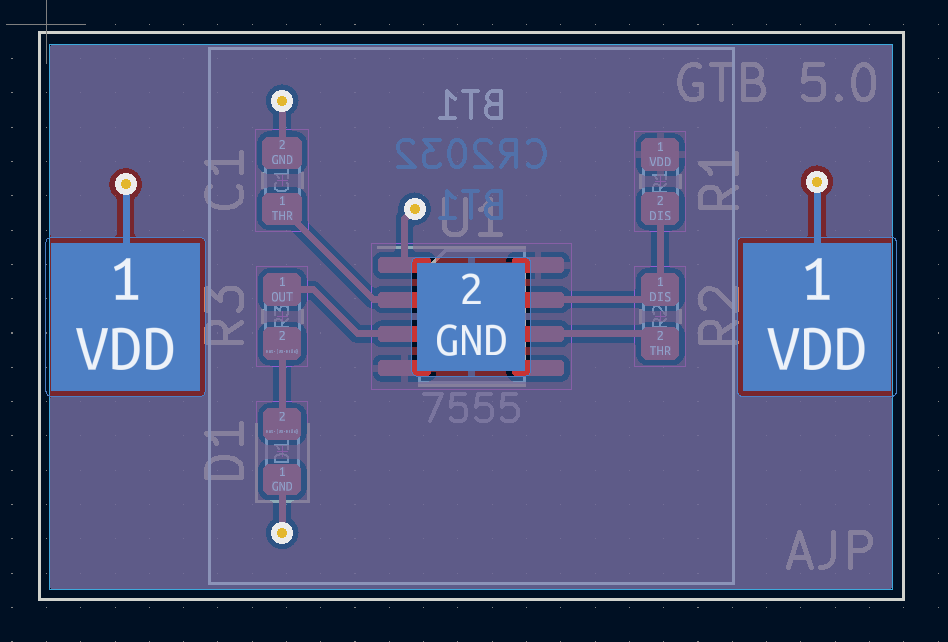 GTB 5.0
BT1
CR2032
BT1
U1
C1
2
GND
C1
1
THR
R1
1
VDD
R1
2
DIS
1
VDD
R3
1
OUT
R3
2
2
GND
7555
R2
1
DIS
R2
2
THR
1
VDD
D1
2
D1
1
GND
AJP